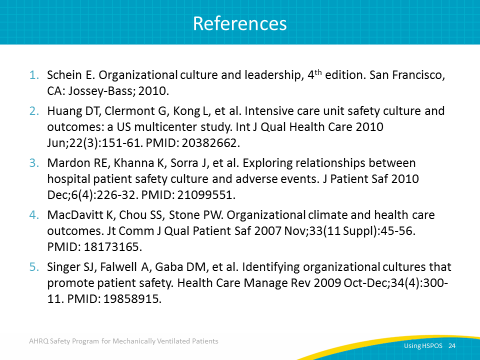 References
1. Schein E. Organizational culture and leadership, 4th edition. San Francisco,
CA: Jossey-Bass; 2010.
2. Huang DT, Clermont G, Kong L, et al. Intensive care unit safety culture and
outcomes: a US multicenter study. Int J Qual Health Care 2010
Jun;22(3):151-61. PMID: 20382662.
3. Mardon RE, Khanna K, Sorra J, et al. Exploring relationships between
hospital patient safety culture and adverse events. J Patient Saf 2010
Dec;6(4):226-32. PMID: 21099551.
4. MacDavitt K, Chou SS, Stone PW. Organizational climate and health care
outcomes. Jt Comm J Qual Patient Saf 2007 Nov;33(11 Suppl):45-56.
PMID: 18173165.
5. Singer SJ, Falwell A, Gaba DM, et al. Identifying organizational cultures that
promote patient safety. Health Care Manage Rev 2009 Oct-Dec;34(4):300-
11. PMID: 19858915.
AHRQ Safety Program for Mechanically Ventilated Patients
Using HSPOS 24